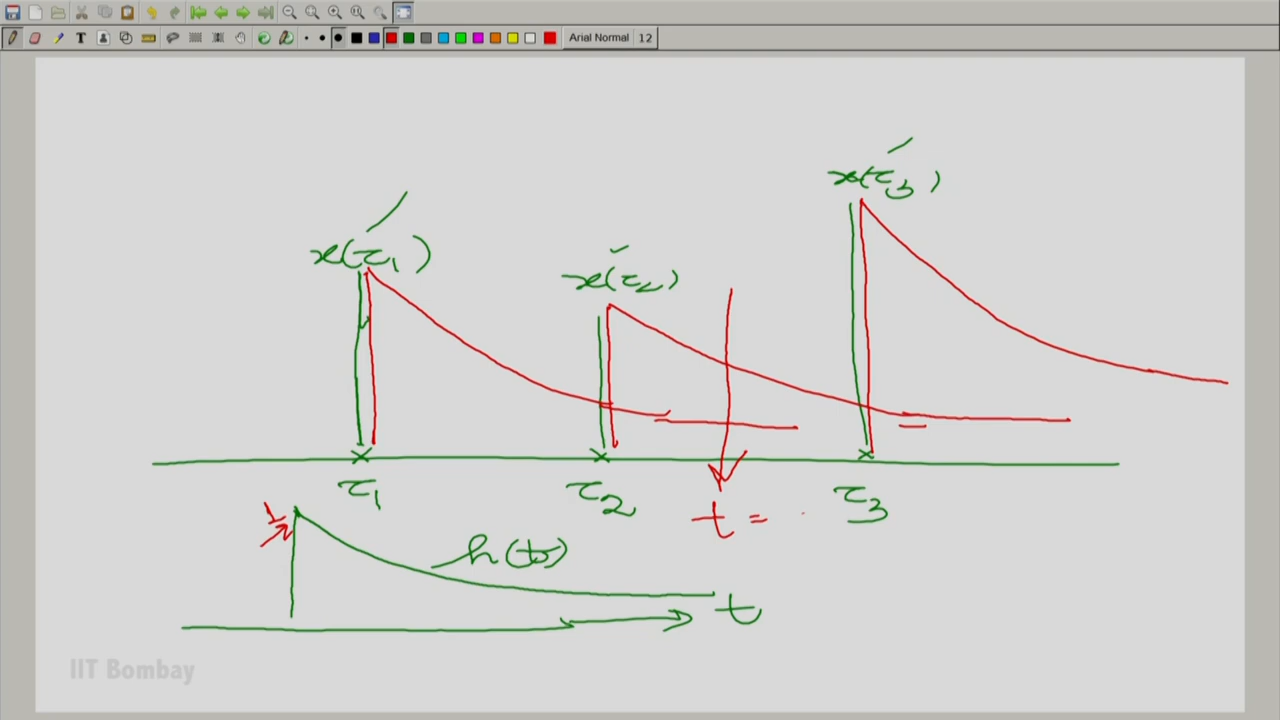 Arial Normal 12
x(τ3)
x(τ1)
x(τ2)
τ1 τ2 t = τ3
1
h(t)
t
IIT Bombay